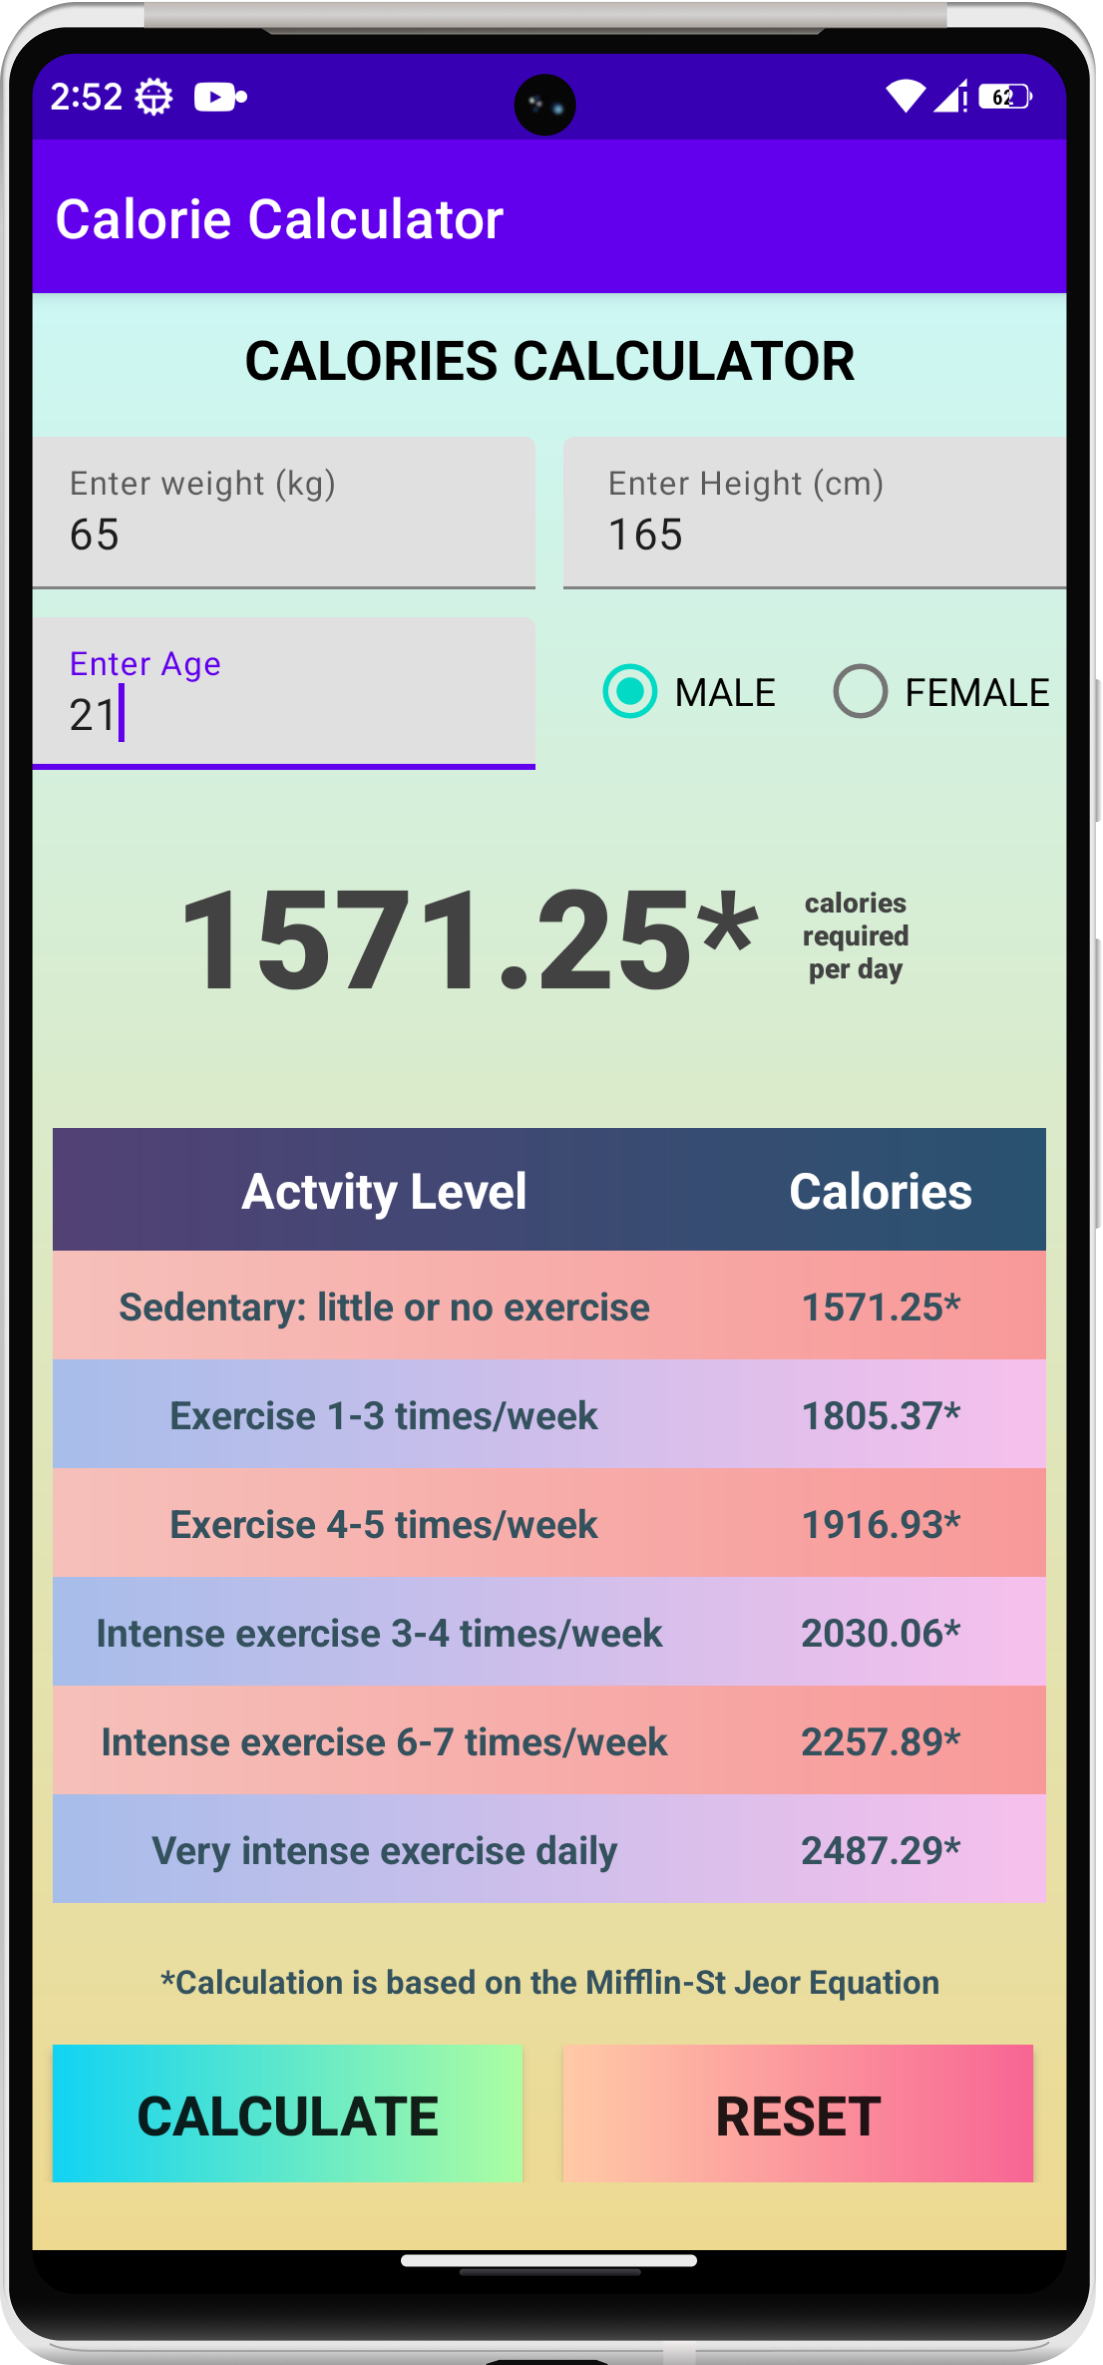 2:52
62
Calorie Calculator
CALORIES CALCULATOR
Enter weight (kg)
65
Enter Height (cm)
165
Enter Age
21
MALE
FEMALE
1571.25*
calories
required
per day
Actvity Level Calories
Sedentary: little or no exercise 1571.25*
Exercise 1-3 times/week 1805.37*
Exercise 4-5 times/week 1916.93*
Intense exercise 3-4 times/week 2030.06*
Intense exercise 6-7 times/week 2257.89*
Very intense exercise daily 2487.29*
*Calculation is based on the Mifflin-St Jeor Equation
CALCULATE
RESET